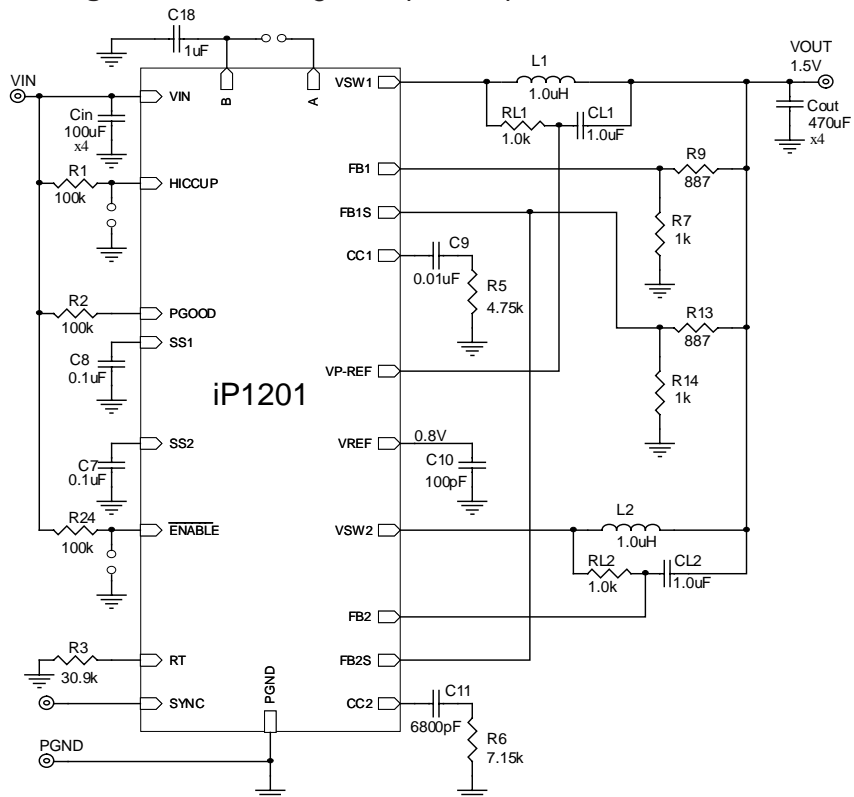 C18
1uF
VIN
B
A
VSW1
L1
1.0uH
VOUT
1.5V
VIN
Cin
100uF
x4
RL1
1.0k
CL1
1.0uF
Cout
470uF
x4
R1
100k
HICCUP
FB1
R9
887
FB1S
R7
1k
CC1
C9
0.01uF
R5
4.75k
R2
100k
PGOOD
R13
887
SS1
C8
0.1uF
VP-REF
R14
1k
iP1201
SS2
C7
0.1uF
VREF
0.8V
C10
100pF
R24
100k
ENABLE
VSW2
L2
1.0uH
RL2
1.0k
CL2
1.0uF
FB2
R3
30.9k
RT
FB2S
SYNC
PGND
CC2
C11
6800pF
R6
7.15k
PGND